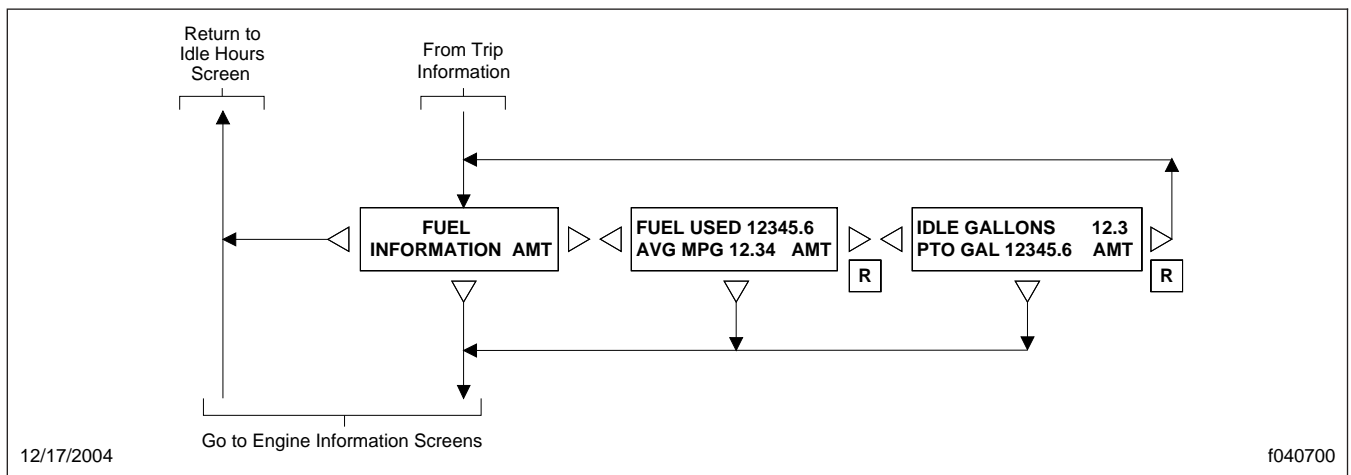 Return to
Idle Hours
Screen
From Trip
Information
FUEL
INFORMATION AMT
FUEL USED 12345.6
AVG MPG 12.34 AMT
R
IDLE GALLONS 12.3
PTO GAL 12345.6 AMT
R
Go to Engine Information Screens
12/17/2004
f040700